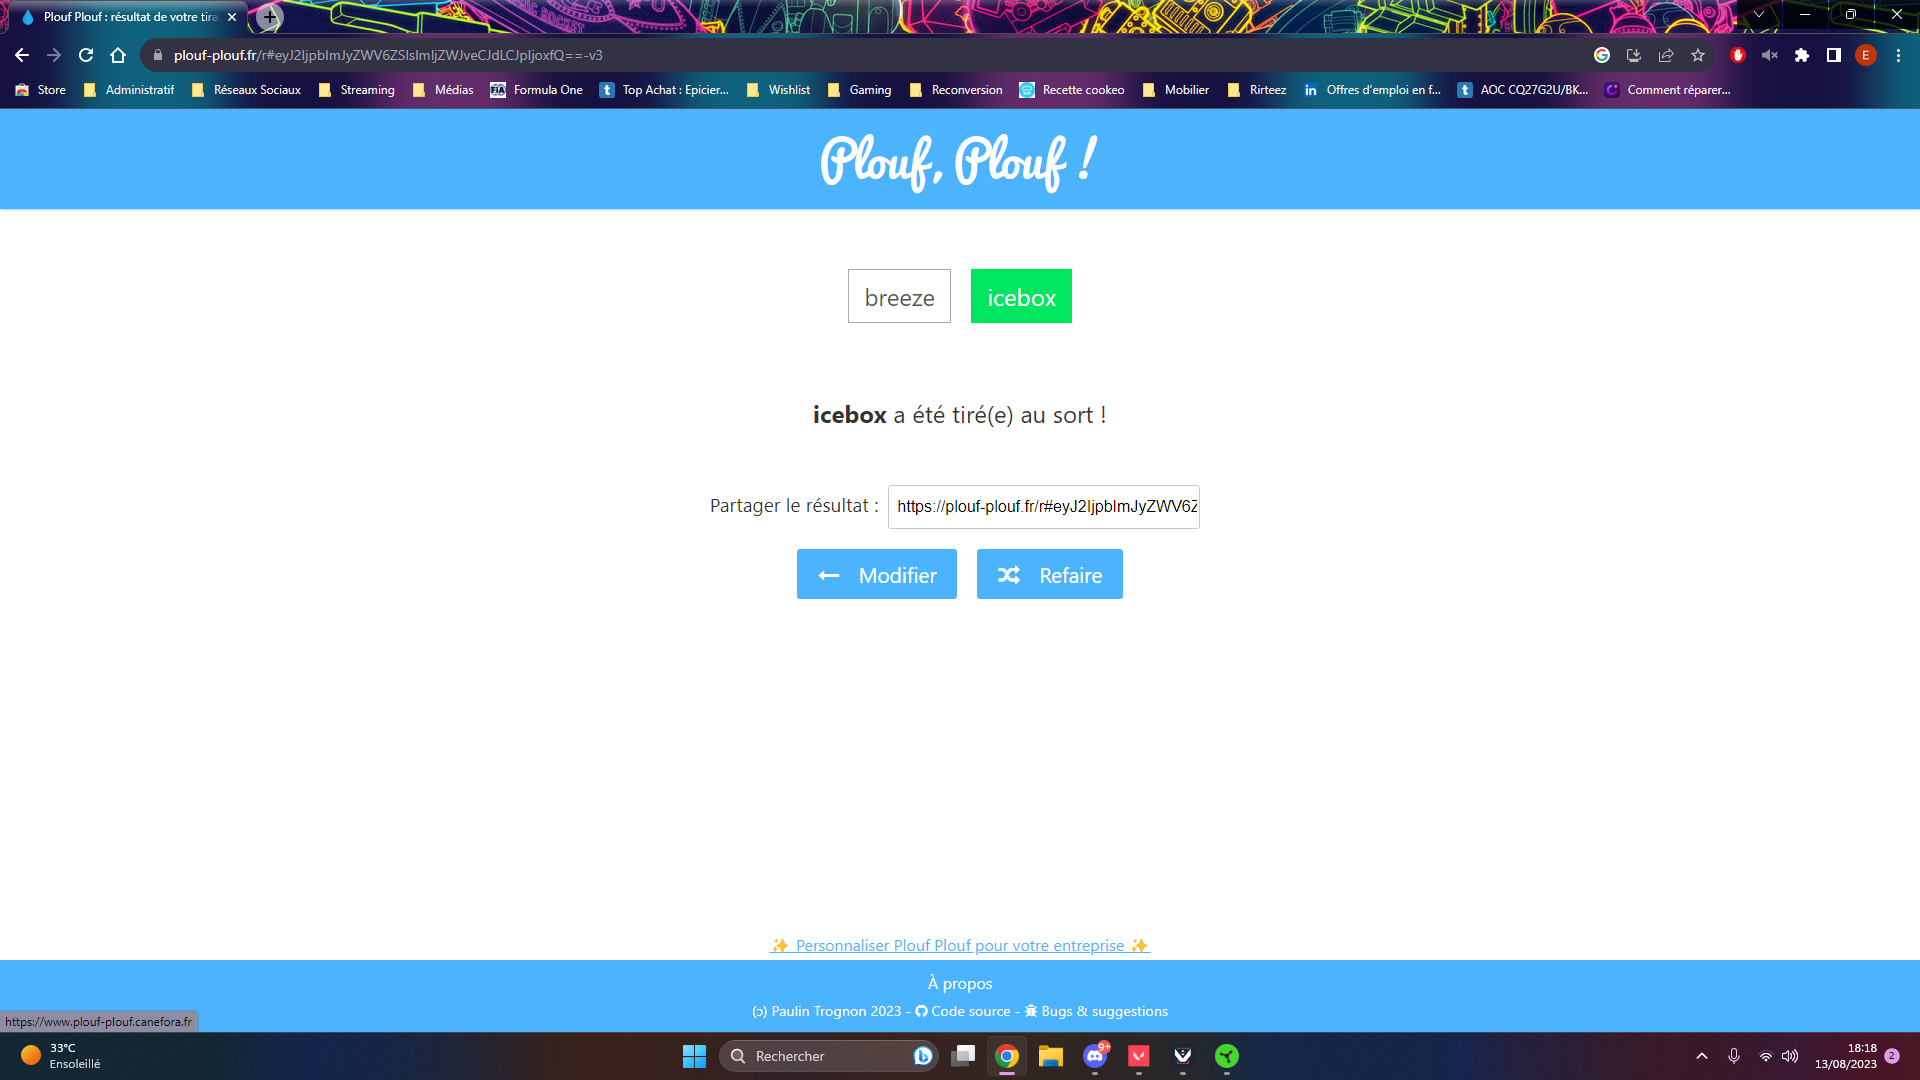 Plouf Plouf : résultat de votre tira
plouf-plouf.fr/r#eyJ2IjpbImJyZWV6ZSIsImljZWJveCJdLCJpIjoxfQ==-v3
Store Administratif Réseaux Sociaux Streaming Médias Formula One Top Achat : Epicier... Wishlist Gaming Reconversion Recette cookeo Mobilier Rirteez Offres d'emploi en f... AOC CQ27G2U/BK... Comment réparer...
Plouf, Plouf !
breeze icebox
icebox a été tiré(e) au sort !
Partager le résultat : https://plouf-plouf.fr/r#eyJ2IjpbImJyZWV6Z
Modifier Refaire
✨ Personnaliser Plouf Plouf pour votre entreprise ✨
À propos
(ɔ) Paulin Trognon 2023 - Code source - Bugs & suggestions
https://www.plouf-plouf.canefora.fr
33°C
Ensoleillé
Rechercher
9+
18:18
13/08/2023
2